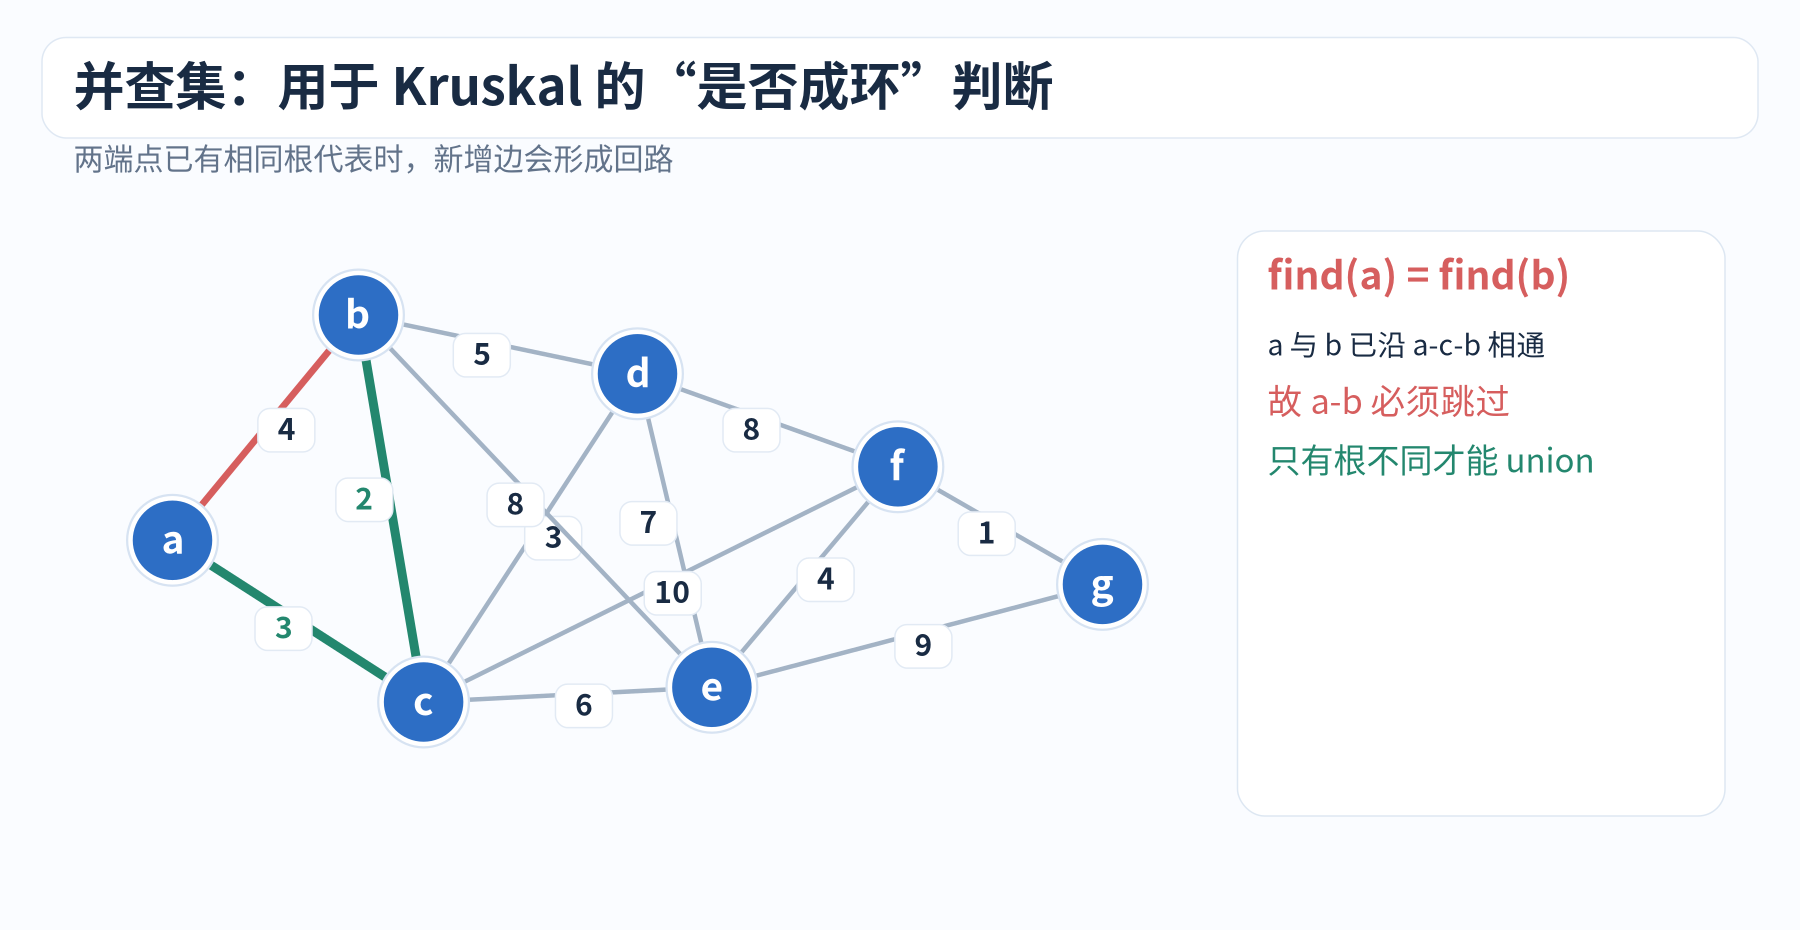 并查集：用于 Kruskal 的“是否成环”判断
两端点已有相同根代表时，新增边会形成回路
find(a) = find(b)
a 与 b 已沿 a-c-b 相通
故 a-b 必须跳过
只有根不同才能 union
b
5
d
4
8
f
2
8
3
7
1
a
10
4
g
3
9
c
6
e